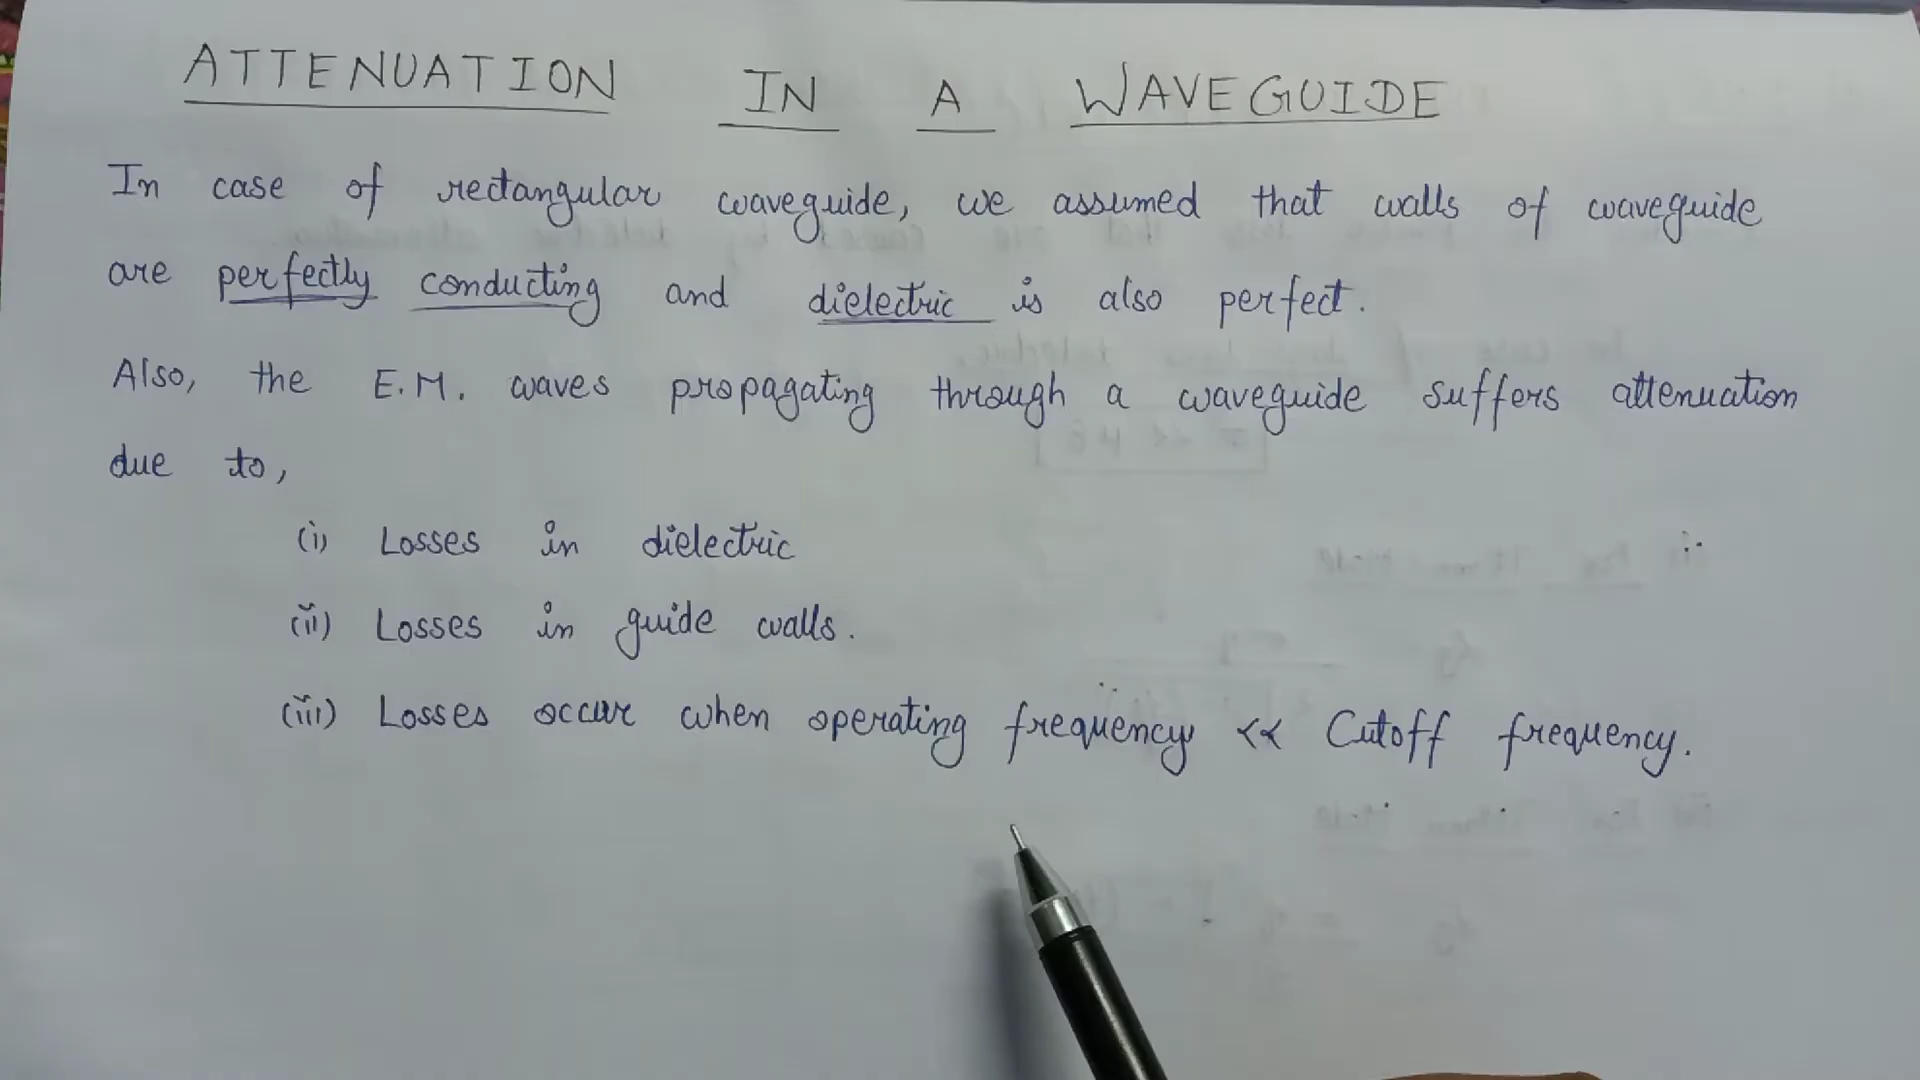 ATTENUATION IN A WAVEGUIDE
In case of rectangular waveguide, we assumed that walls of waveguide
are perfectly conducting and dielectric is also perfect.
Also, the E.M. waves propagating through a waveguide suffers attenuation
due to,
(i) Losses in dielectric
(ii) Losses in guide walls.
(iii) Losses occur when operating frequency << Cutoff frequency.